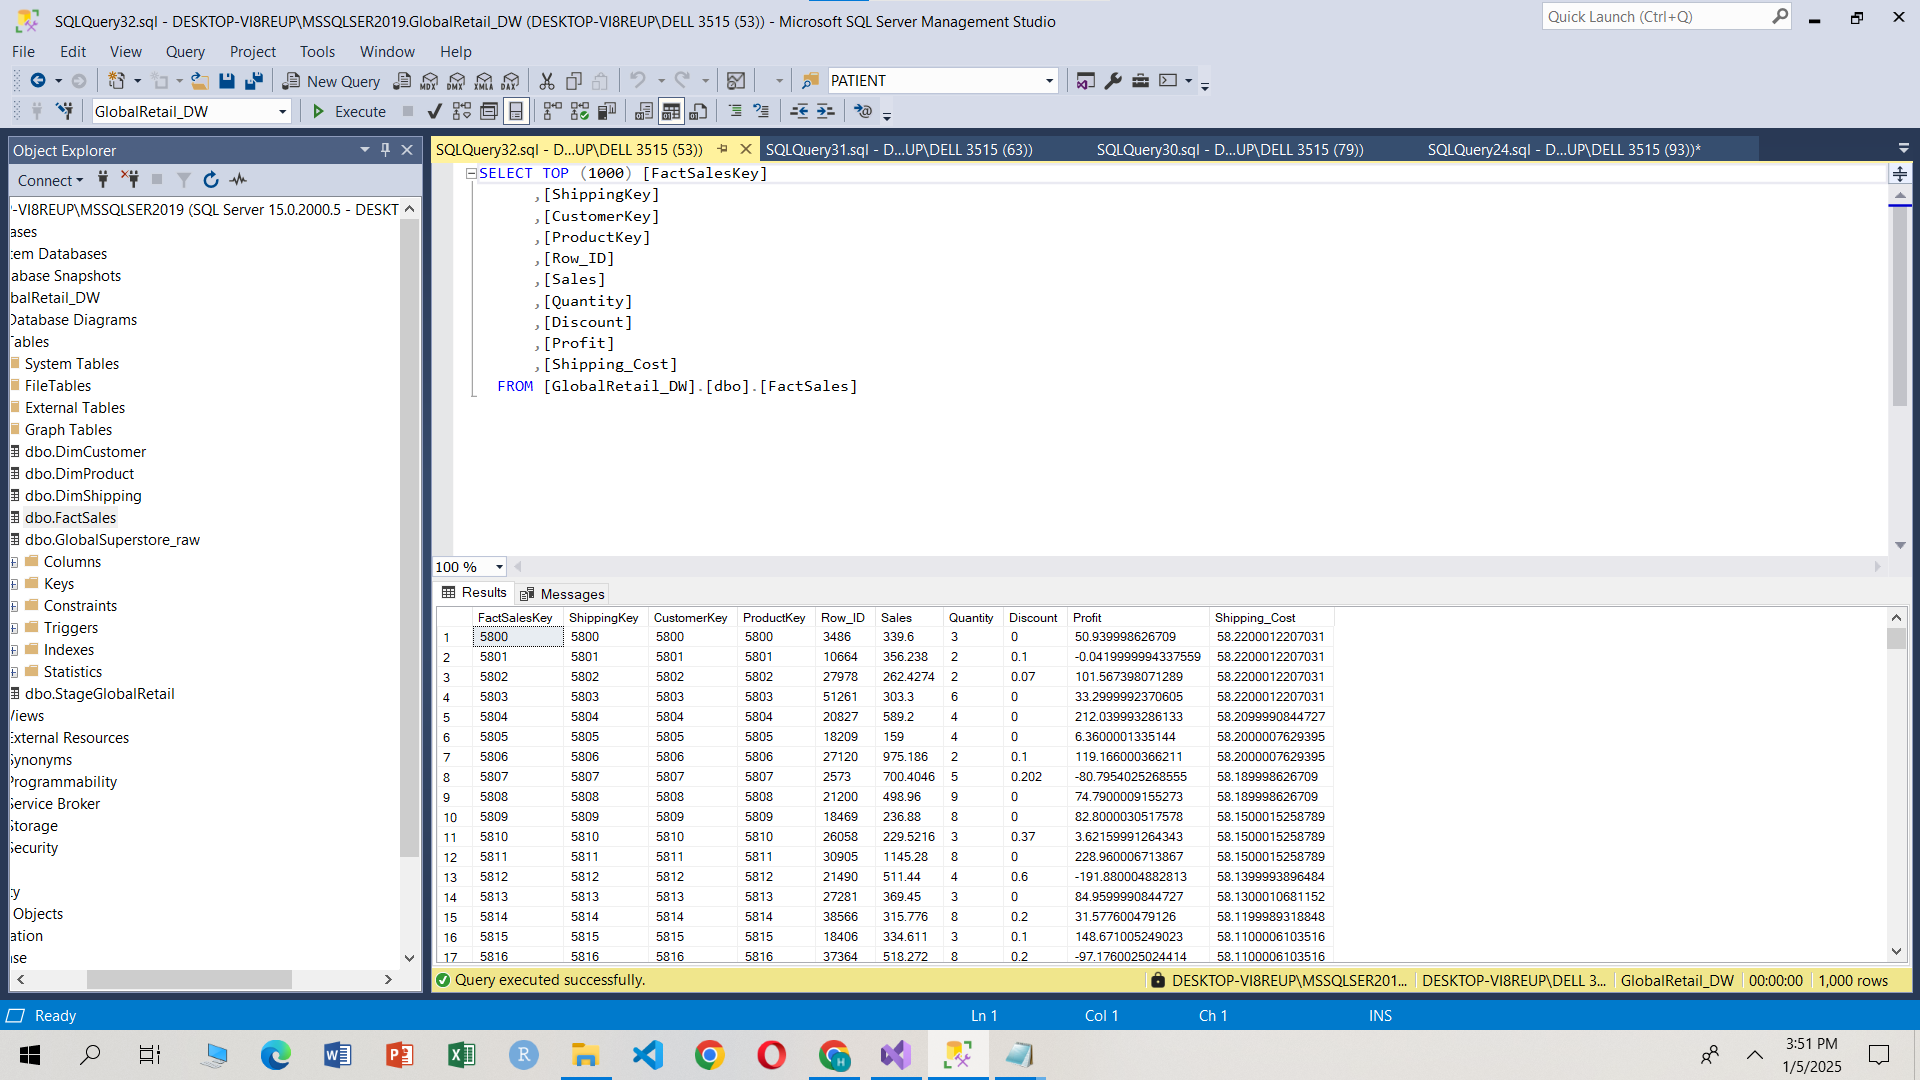 SQLQuery32.sql - DESKTOP-VI8REUP\MSSQLSER2019.GlobalRetail_DW (DESKTOP-VI8REUP\DELL 3515 (53)) - Microsoft SQL Server Management Studio
Quick Launch (Ctrl+Q)
File Edit View Query Project Tools Window Help
New Query MDX DMX XMLA DAX PATIENT
GlobalRetail_DW Execute
Object Explorer
Connect
-VI8REUP\MSSQLSER2019 (SQL Server 15.0.2000.5 - DESKT
ases
tem Databases
abase Snapshots
balRetail_DW
Database Diagrams
Tables
System Tables
FileTables
External Tables
Graph Tables
dbo.DimCustomer
dbo.DimProduct
dbo.DimShipping
dbo.FactSales
dbo.GlobalSuperstore_raw
Columns
Keys
Constraints
Triggers
Indexes
Statistics
dbo.StageGlobalRetail
Views
External Resources
Synonyms
Programmability
Service Broker
Storage
Security
ty
Objects
ation
ase
SQLQuery32.sql - D...UP\DELL 3515 (53)) SQLQuery31.sql - D...UP\DELL 3515 (63)) SQLQuery30.sql - D...UP\DELL 3515 (79)) SQLQuery24.sql - D...UP\DELL 3515 (93))*
SELECT TOP (1000) [FactSalesKey]
,[ShippingKey]
,[CustomerKey]
,[ProductKey]
,[Row_ID]
,[Sales]
,[Quantity]
,[Discount]
,[Profit]
,[Shipping_Cost]
FROM [GlobalRetail_DW].[dbo].[FactSales]
100 %
Results Messages
FactSalesKey ShippingKey CustomerKey ProductKey Row_ID Sales Quantity Discount Profit Shipping_Cost
1 5800 5800 5800 5800 3486 339.6 3 0 50.939998626709 58.2200012207031
2 5801 5801 5801 5801 10664 356.238 2 0.1 -0.0419999994337559 58.2200012207031
3 5802 5802 5802 5802 27978 262.4274 2 0.07 101.567398071289 58.2200012207031
4 5803 5803 5803 5803 51261 303.3 6 0 33.2999992370605 58.2200012207031
5 5804 5804 5804 5804 20827 589.2 4 0 212.039993286133 58.2099990844727
6 5805 5805 5805 5805 18209 159 4 0 6.3600001335144 58.2000007629395
7 5806 5806 5806 5806 27120 975.186 2 0.1 119.166000366211 58.2000007629395
8 5807 5807 5807 5807 2573 700.4046 5 0.202 -80.7954025268555 58.189998626709
9 5808 5808 5808 5808 21200 498.96 9 0 74.7900009155273 58.189998626709
10 5809 5809 5809 5809 18469 236.88 8 0 82.8000030517578 58.1500015258789
11 5810 5810 5810 5810 26058 229.5216 3 0.37 3.62159991264343 58.1500015258789
12 5811 5811 5811 5811 30905 1145.28 8 0 228.960006713867 58.1500015258789
13 5812 5812 5812 5812 21490 511.44 4 0.6 -191.880004882813 58.1399993896484
14 5813 5813 5813 5813 27281 369.45 3 0 84.9599990844727 58.1300010681152
15 5814 5814 5814 5814 38566 315.776 8 0.2 31.577600479126 58.1199989318848
16 5815 5815 5815 5815 18406 334.611 3 0.1 148.671005249023 58.1100006103516
17 5816 5816 5816 5816 37364 518.272 8 0.2 -97.1760025024414 58.1100006103516
Query executed successfully. DESKTOP-VI8REUP\MSSQLSER201... DESKTOP-VI8REUP\DELL 3... GlobalRetail_DW 00:00:00 1,000 rows
Ready Ln 1 Col 1 Ch 1 INS
3:51 PM
1/5/2025